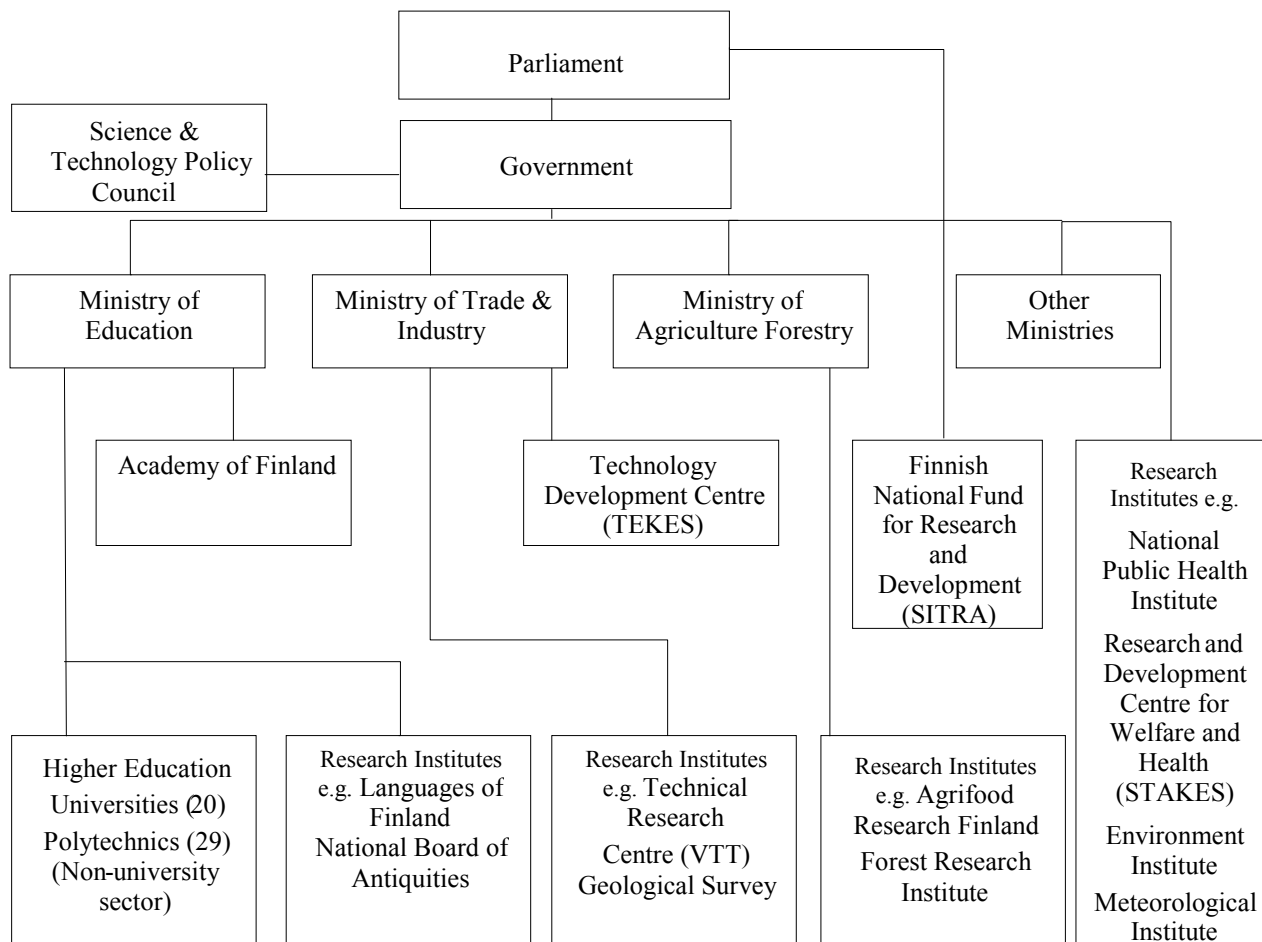 Parliament
Science &
Technology Policy
Council
Government
Ministry of
Education
Ministry of Trade &
Industry
Ministry of
Agriculture Forestry
Other
Ministries
Academy of Finland
Technology
Development Centre
(TEKES)
Finnish
National Fund
for Research
and
Development
(SITRA)
Research
Institutes e.g.
National
Public Health
Institute
Research and
Development
Centre for
Welfare and
Health
(STAKES)
Environment
Institute
Meteorological
Institute
Higher Education
Universities (20)
Polytechnics (29)
(Non-university
sector)
Research Institutes
e.g. Languages of
Finland
National Board of
Antiquities
Research Institutes
e.g. Technical
Research
Centre (VTT)
Geological Survey
Research Institutes
e.g. Agrifood
Research Finland
Forest Research
Institute